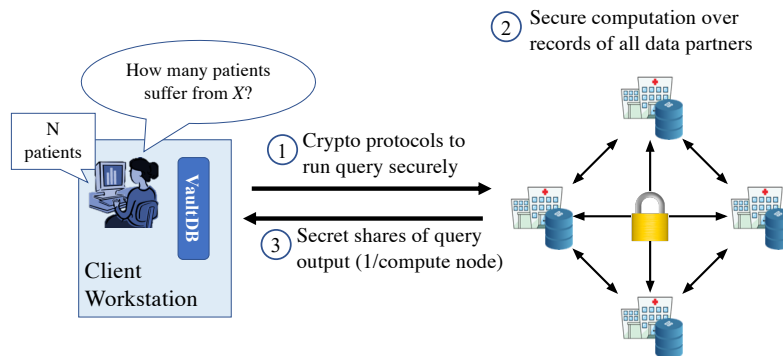 How many patients
suffer from X?
N
patients
VaultDB
Client
Workstation
1
Crypto protocols to
run query securely
3
Secret shares of query
output (1/compute node)
2
Secure computation over
records of all data partners